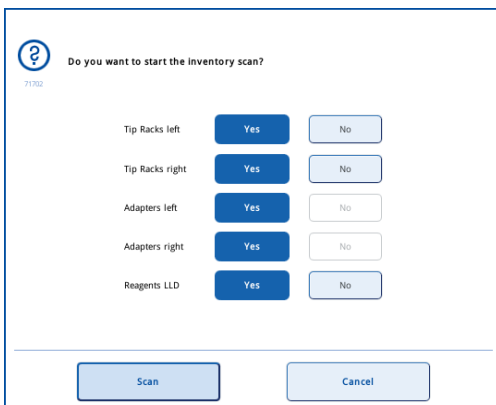 Do you want to start the inventory scan?
71702
Tip Racks left Yes No
Tip Racks right Yes No
Adapters left Yes No
Adapters right Yes No
Reagents LLD Yes No
Scan Cancel